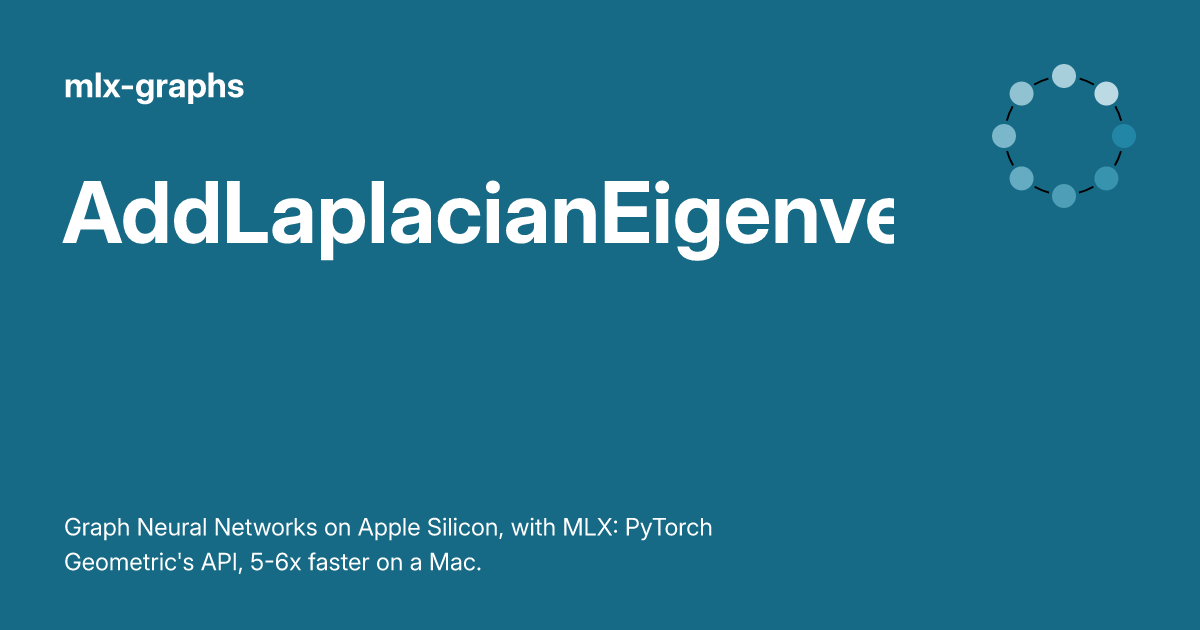 mlx-graphs
AddLaplacianEigenve
Graph Neural Networks on Apple Silicon, with MLX: PyTorch
Geometric's API, 5-6x faster on a Mac.